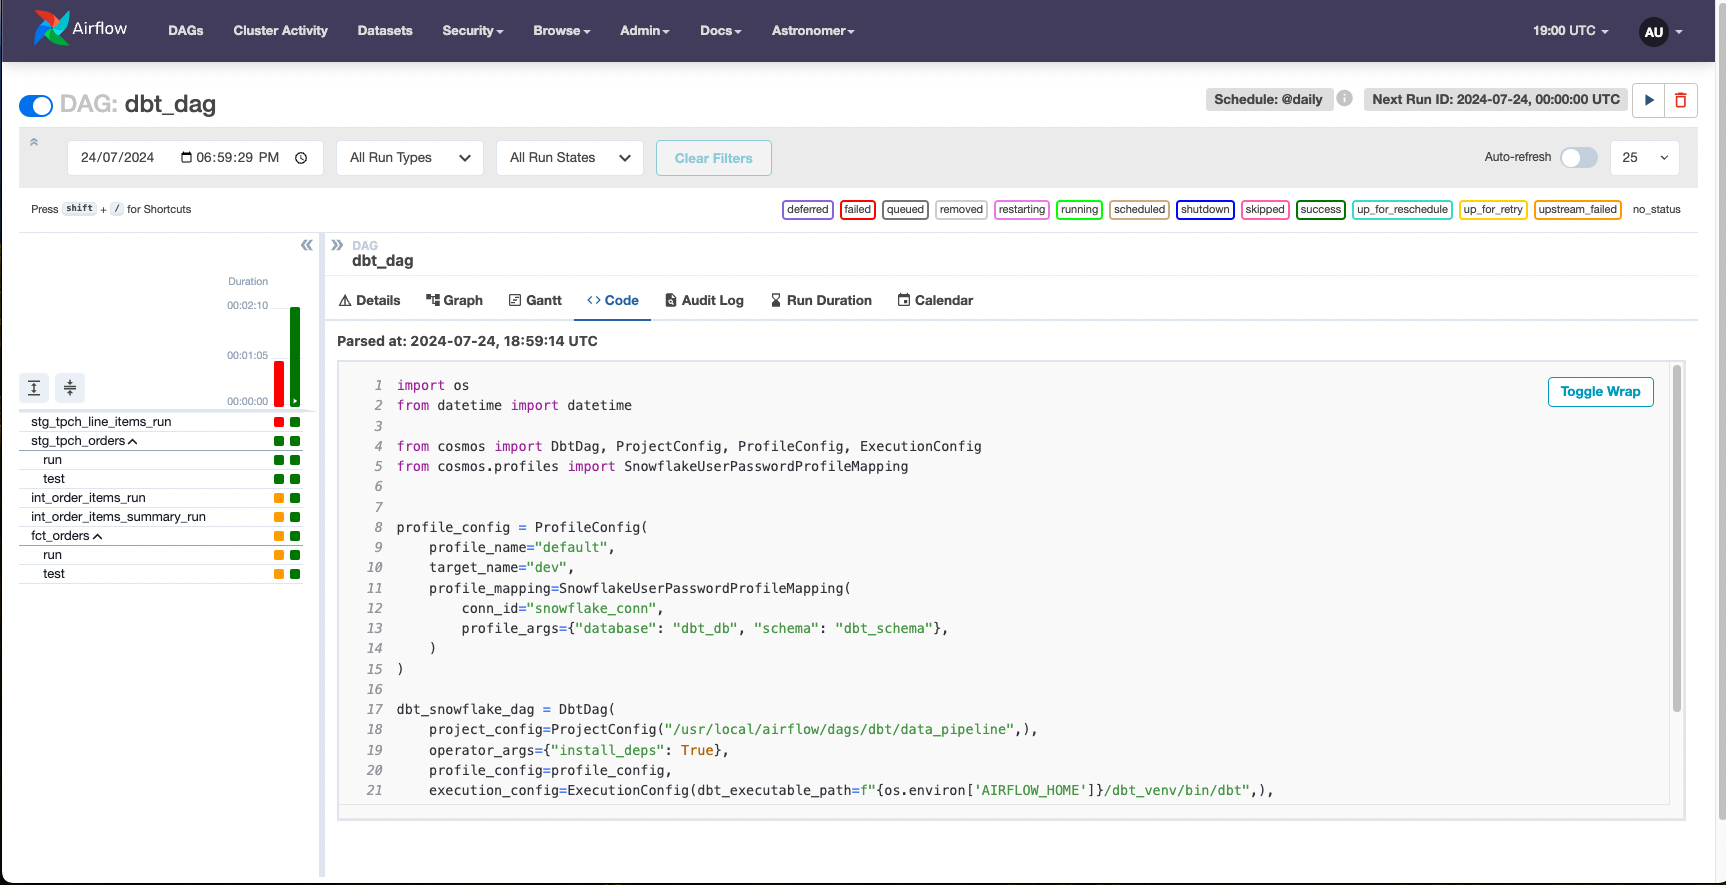 Airflow DAGs Cluster Activity Datasets Security Browse Admin Docs Astronomer 19:00 UTC AU
DAG: dbt_dag Schedule: @daily i Next Run ID: 2024-07-24, 00:00:00 UTC
24/07/2024 06:59:29 PM All Run Types All Run States Clear Filters Auto-refresh 25
Press shift + / for Shortcuts deferred failed queued removed restarting running scheduled shutdown skipped success up_for_reschedule up_for_retry upstream_failed no_status
DAG
dbt_dag
Duration
00:02:10
00:01:05
00:00:00
stg_tpch_line_items_run
stg_tpch_orders
run
test
int_order_items_run
int_order_items_summary_run
fct_orders
run
test
Details Graph Gantt <> Code Audit Log Run Duration Calendar
Parsed at: 2024-07-24, 18:59:14 UTC
Toggle Wrap
1 import os
2 from datetime import datetime
3
4 from cosmos import DbtDag, ProjectConfig, ProfileConfig, ExecutionConfig
5 from cosmos.profiles import SnowflakeUserPasswordProfileMapping
6
7
8 profile_config = ProfileConfig(
9     profile_name="default",
10     target_name="dev",
11     profile_mapping=SnowflakeUserPasswordProfileMapping(
12         conn_id="snowflake_conn",
13         profile_args={"database": "dbt_db", "schema": "dbt_schema"},
14     )
15 )
16
17 dbt_snowflake_dag = DbtDag(
18     project_config=ProjectConfig("/usr/local/airflow/dags/dbt/data_pipeline",),
19     operator_args={"install_deps": True},
20     profile_config=profile_config,
21     execution_config=ExecutionConfig(dbt_executable_path=f"{os.environ['AIRFLOW_HOME']}/dbt_venv/bin/dbt",),